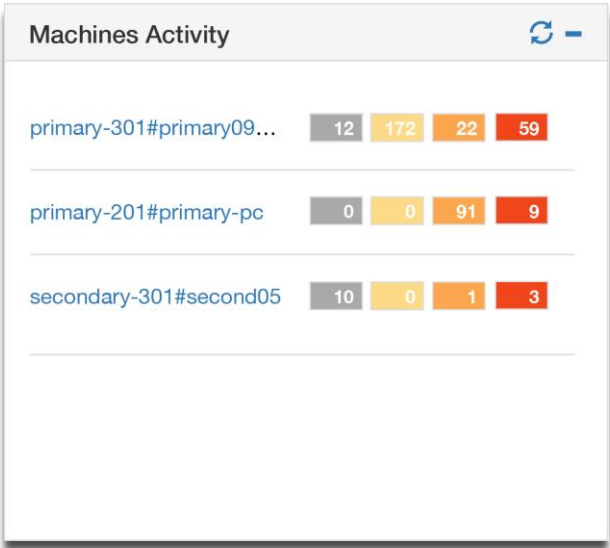 Machines Activity
primary-301#primary09... 12 172 22 59
primary-201#primary-pc 0 0 91 9
secondary-301#second05 10 0 1 3